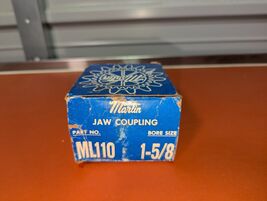 Martin
JAW COUPLING
PART NO. BORE SIZE
ML110 1-5/8